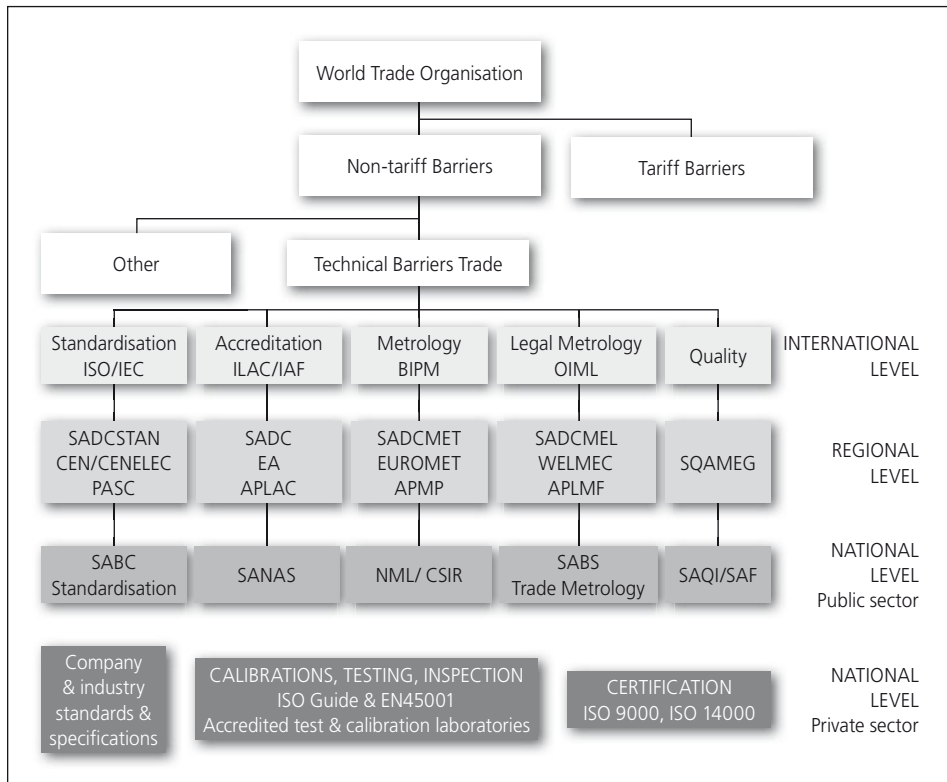 World Trade Organisation
Non-tariff Barriers
Tariff Barriers
Other
Technical Barriers Trade
Standardisation
ISO/IEC
Accreditation
ILAC/IAF
Metrology
BIPM
Legal Metrology
OIML
Quality
INTERNATIONAL
LEVEL
SADCSTAN
CEN/CENELEC
PASC
SADC
EA
APLAC
SADCMET
EUROMET
APMP
SADCMEL
WELMEC
APLMF
SQAMEG
REGIONAL
LEVEL
SABC
Standardisation
SANAS
NML/ CSIR
SABS
Trade Metrology
SAQI/SAF
NATIONAL
LEVEL
Public sector
Company
& industry
standards &
specifications
CALIBRATIONS, TESTING, INSPECTION
ISO Guide & EN45001
Accredited test & calibration laboratories
CERTIFICATION
ISO 9000, ISO 14000
NATIONAL
LEVEL
Private sector